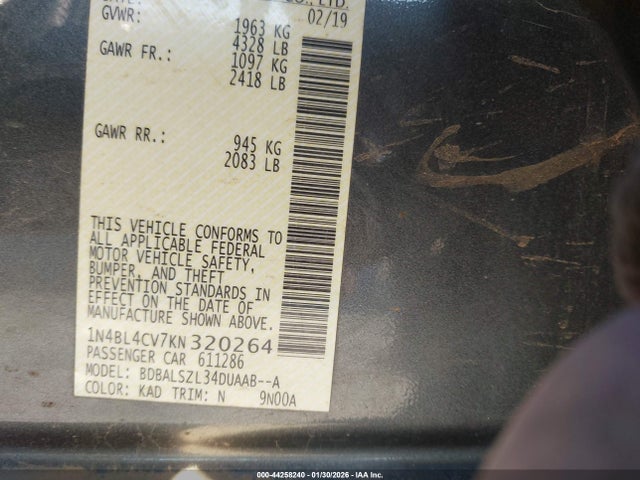 CO., LTD.
02/19
GVWR: 1963 KG
4328 LB
GAWR FR.: 1097 KG
2418 LB
GAWR RR.: 945 KG
2083 LB
THIS VEHICLE CONFORMS TO
ALL APPLICABLE FEDERAL
MOTOR VEHICLE SAFETY,
BUMPER, AND THEFT
PREVENTION STANDARDS IN
EFFECT ON THE DATE OF
MANUFACTURE SHOWN ABOVE.
1N4BL4CV7KN320264
PASSENGER CAR 611286
MODEL: BDBALSZL34DUAAB--A
COLOR: KAD TRIM: N 9N00A
000-44258240 - 01/30/2026 - IAA Inc.